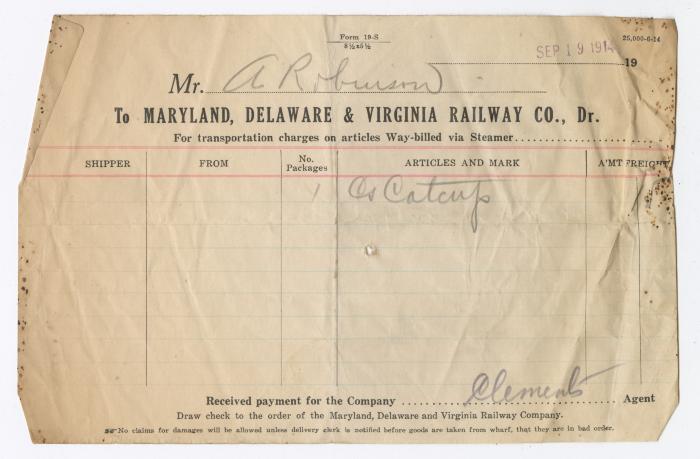 Form 19-S
8½x5½
25,000-6-14
SEP 19 1914 19
Mr. A Robinson
To MARYLAND, DELAWARE & VIRGINIA RAILWAY CO., Dr.
For transportation charges on articles Way-billed via Steamer
SHIPPER FROM No. Packages ARTICLES AND MARK A'MT FREIGHT
1 Cs Catcup
Received payment for the Company Clements Agent
Draw check to the order of the Maryland, Delaware and Virginia Railway Company.
No claims for damages will be allowed unless delivery clerk is notified before goods are taken from wharf, that they are in bad order.